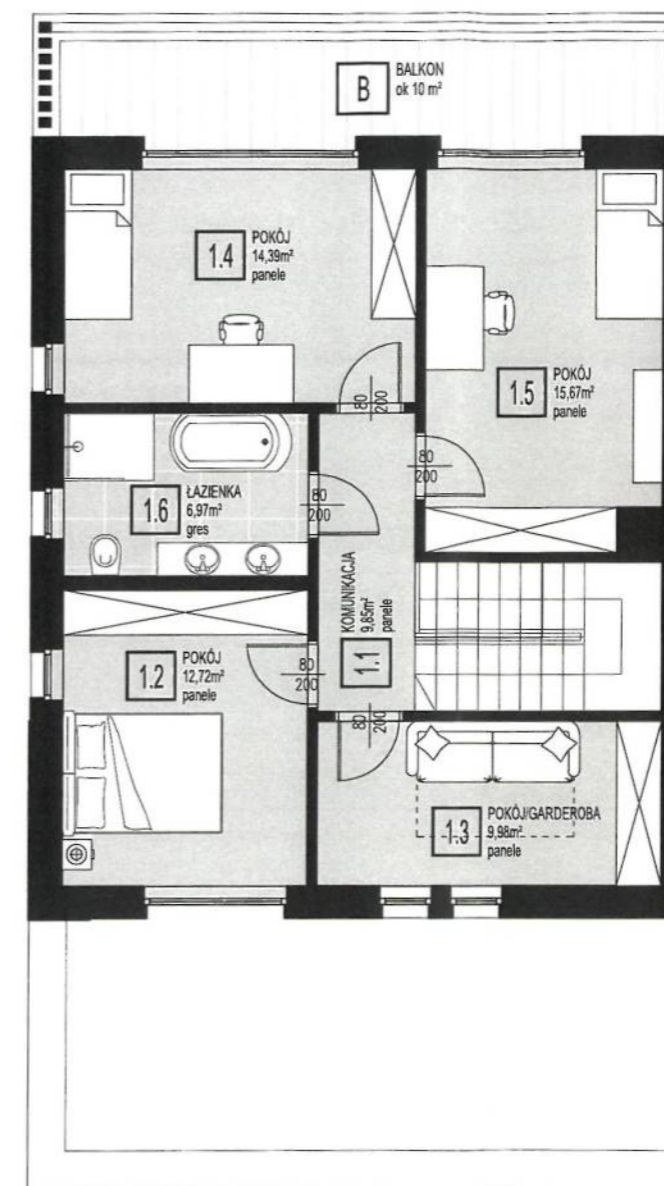 B
BALKON
ok 10 m²
1.4
POKÓJ
14,39m²
panele
1.5
POKÓJ
15,67m²
panele
80
200
80
200
1.6
ŁAZIENKA
6,97m²
gres
80
200
KOMUNIKACJA
9,85m²
panele
1.1
1.2
POKÓJ
12,72m²
panele
80
200
80
200
1.3
POKÓJ/GARDEROBA
9,98m²
panele